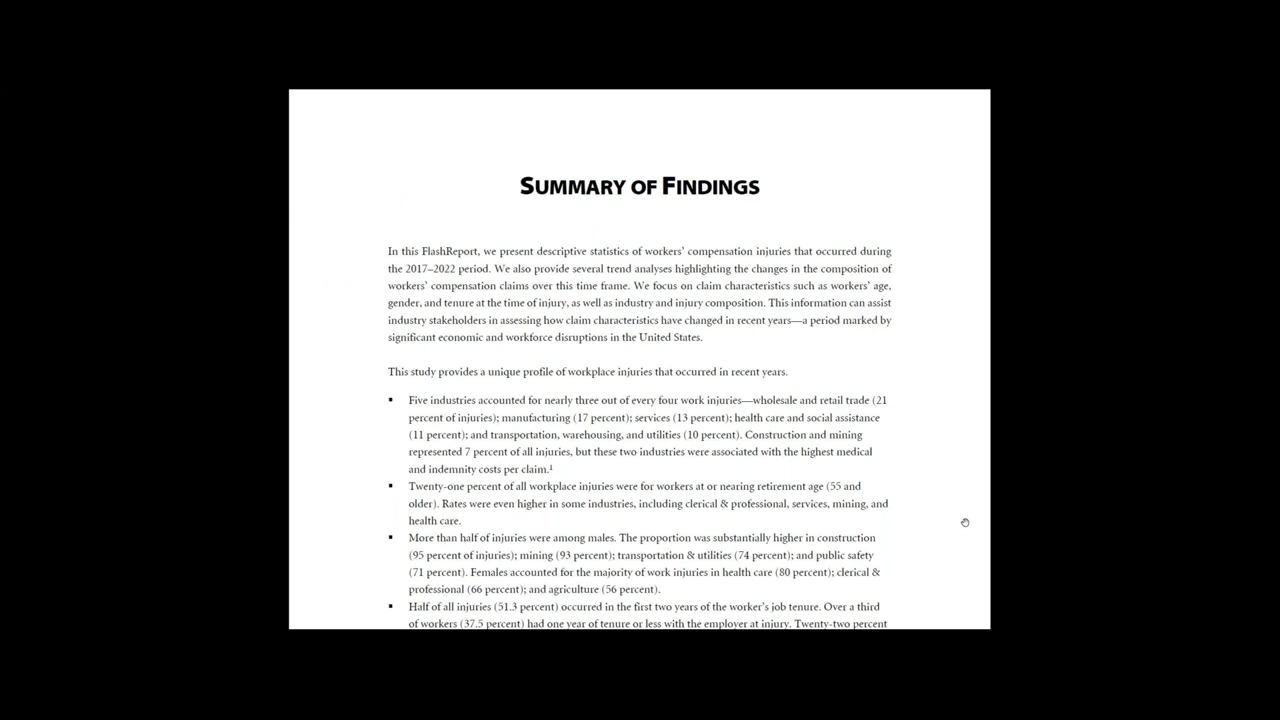 SUMMARY OF FINDINGS
In this FlashReport, we present descriptive statistics of workers’ compensation injuries that occurred during
the 2017–2022 period. We also provide several trend analyses highlighting the changes in the composition of
workers’ compensation claims over this time frame. We focus on claim characteristics such as workers’ age,
gender, and tenure at the time of injury, as well as industry and injury composition. This information can assist
industry stakeholders in assessing how claim characteristics have changed in recent years—a period marked by
significant economic and workforce disruptions in the United States.
This study provides a unique profile of workplace injuries that occurred in recent years.
▪ Five industries accounted for nearly three out of every four work injuries—wholesale and retail trade (21
percent of injuries); manufacturing (17 percent); services (13 percent); health care and social assistance
(11 percent); and transportation, warehousing, and utilities (10 percent). Construction and mining
represented 7 percent of all injuries, but these two industries were associated with the highest medical
and indemnity costs per claim.¹
▪ Twenty-one percent of all workplace injuries were for workers at or nearing retirement age (55 and
older). Rates were even higher in some industries, including clerical & professional, services, mining, and
health care.
▪ More than half of injuries were among males. The proportion was substantially higher in construction
(95 percent of injuries); mining (93 percent); transportation & utilities (74 percent); and public safety
(71 percent). Females accounted for the majority of work injuries in health care (80 percent); clerical &
professional (66 percent); and agriculture (56 percent).
▪ Half of all injuries (51.3 percent) occurred in the first two years of the worker’s job tenure. Over a third
of workers (37.5 percent) had one year of tenure or less with the employer at injury. Twenty-two percent